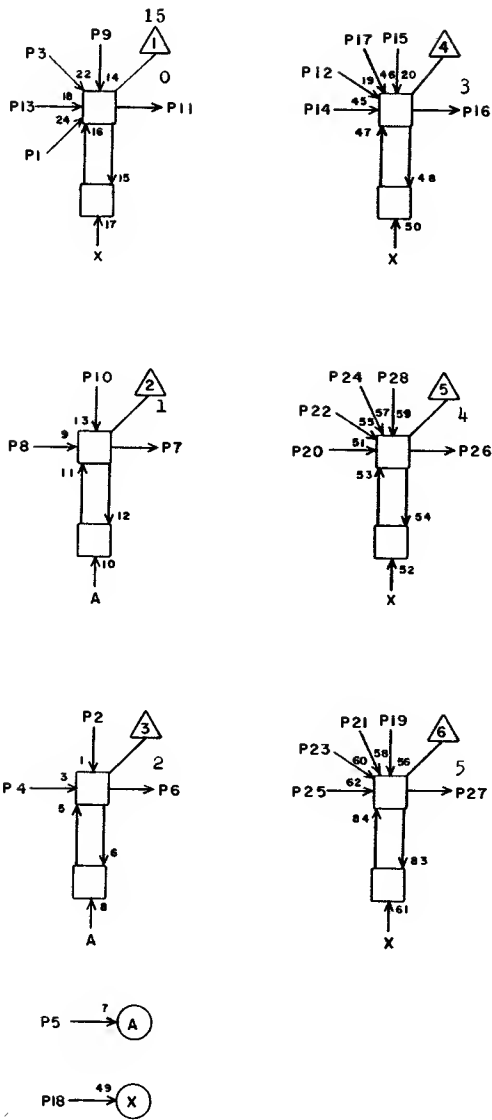 15
P9 1
P3 22 14 0
P13 18 P11
24
P1 16
15
17
X
P17 P15 4
P12 19 46 20 3
P14 45 P16
47
48
50
X
P10 2
13 1
P8 9 P7
11
12
10
A
P24 P28 5
P22 55 57 59 4
P20 51 P26
53
54
52
X
P2 3
1 2
P4 3 P6
5
6
8
A
P21 P19 6
P23 60 58 56 5
P25 62 P27
84
83
61
X
P5 7 A
P18 49 X